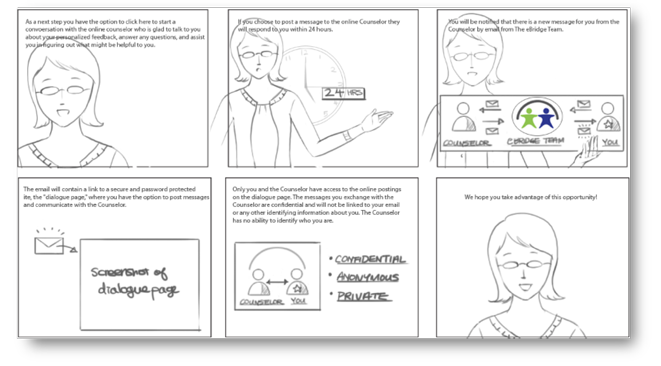 As a next step you have the option to click here to start a
conversation with the online counselor who is glad to talk to you
about your personalized feedback, answer any questions, and assist
you in figuring out what might be helpful to you.
If you choose to post a message to the online Counselor they
will respond to you within 24 hours.
24 HRS
You will be notified that there is a new message for you from the
Counselor by email from The eBridge Team.
COUNSELOR EBRIDGE TEAM YOU
The email will contain a link to a secure and password protected
ite, the "dialogue page," where you have the option to post messages
and communicate with the Counselor.
Screenshot of
dialogue page
Only you and the Counselor have access to the online postings
on the dialogue page. The messages you exchange with the
Counselor are confidential and will not be linked to your email
or any other identifying information about you. The Counselor
has no ability to identify who you are.
COUNSELOR YOU
• CONFIDENTIAL
• ANONYMOUS
• PRIVATE
We hope you take advantage of this opportunity!